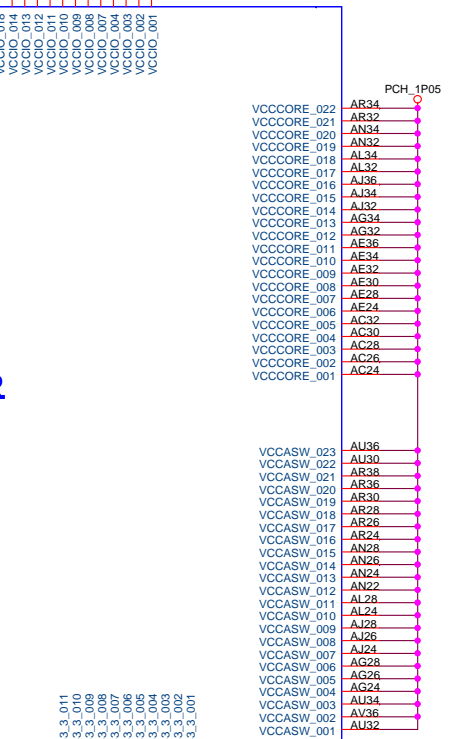 VCCIO_014
VCCIO_013
VCCIO_012
VCCIO_011
VCCIO_010
VCCIO_009
VCCIO_008
VCCIO_007
VCCIO_004
VCCIO_003
VCCIO_002
VCCIO_001
PCH_1P05
VCCCORE_022 AR34
VCCCORE_021 AR32
VCCCORE_020 AN34
VCCCORE_019 AN32
VCCCORE_018 AL34
VCCCORE_017 AL32
VCCCORE_016 AJ36
VCCCORE_015 AJ34
VCCCORE_014 AJ32
VCCCORE_013 AG34
VCCCORE_012 AG32
VCCCORE_011 AE36
VCCCORE_010 AE34
VCCCORE_009 AE32
VCCCORE_008 AE30
VCCCORE_007 AE28
VCCCORE_006 AE24
VCCCORE_005 AC32
VCCCORE_004 AC30
VCCCORE_003 AC28
VCCCORE_002 AC26
VCCCORE_001 AC24
VCCASW_023 AU36
VCCASW_022 AU30
VCCASW_021 AR38
VCCASW_020 AR36
VCCASW_019 AR30
VCCASW_018 AR28
VCCASW_017 AR26
VCCASW_016 AR24
VCCASW_015 AN28
VCCASW_014 AN26
VCCASW_013 AN24
VCCASW_012 AN22
VCCASW_011 AL28
VCCASW_010 AL24
VCCASW_009 AJ28
VCCASW_008 AJ26
VCCASW_007 AJ24
VCCASW_006 AG28
VCCASW_005 AG26
VCCASW_004 AG24
VCCASW_003 AU34
VCCASW_002 AV36
VCCASW_001 AU32
3_3_011
3_3_010
3_3_009
3_3_008
3_3_007
3_3_006
3_3_005
3_3_004
3_3_003
3_3_002
3_3_001